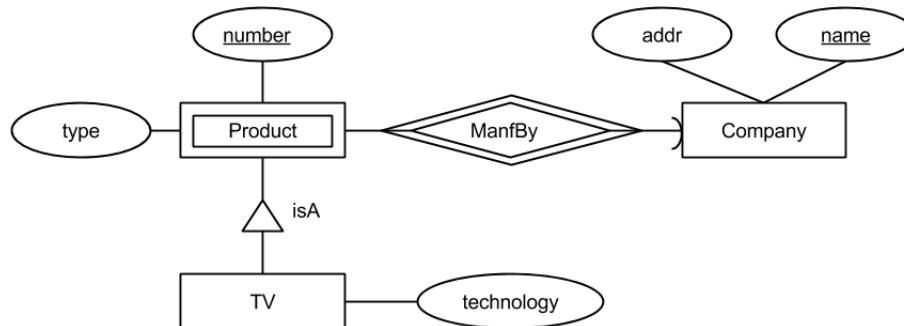 number
addr
name
type
Product
ManfBy
Company
isA
TV
technology